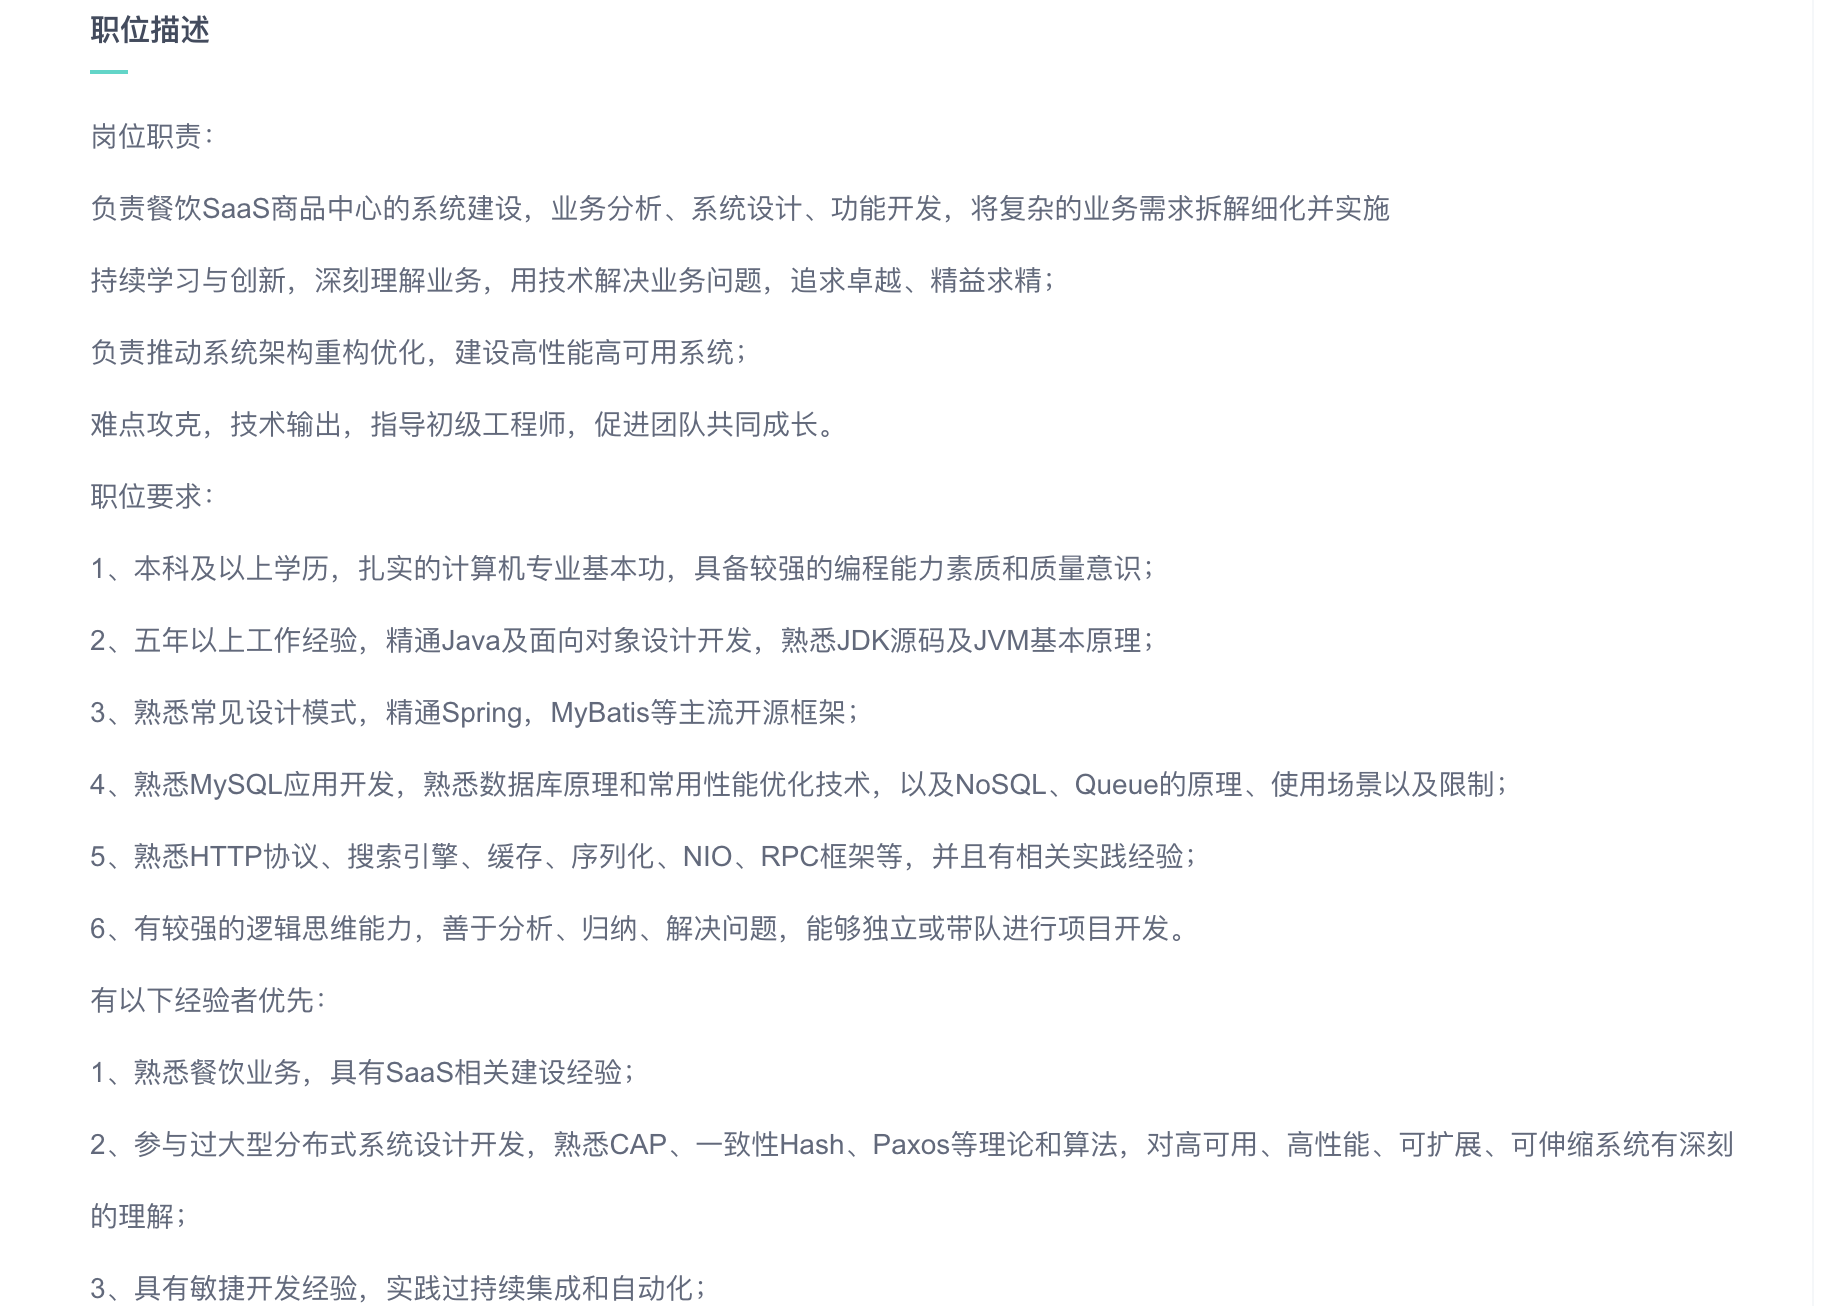 职位描述
岗位职责：
负责餐饮SaaS商品中心的系统建设，业务分析、系统设计、功能开发，将复杂的业务需求拆解细化并实施
持续学习与创新，深刻理解业务，用技术解决业务问题，追求卓越、精益求精；
负责推动系统架构重构优化，建设高性能高可用系统；
难点攻克，技术输出，指导初级工程师，促进团队共同成长。
职位要求：
1、本科及以上学历，扎实的计算机专业基本功，具备较强的编程能力素质和质量意识；
2、五年以上工作经验，精通Java及面向对象设计开发，熟悉JDK源码及JVM基本原理；
3、熟悉常见设计模式，精通Spring，MyBatis等主流开源框架；
4、熟悉MySQL应用开发，熟悉数据库原理和常用性能优化技术，以及NoSQL、Queue的原理、使用场景以及限制；
5、熟悉HTTP协议、搜索引擎、缓存、序列化、NIO、RPC框架等，并且有相关实践经验；
6、有较强的逻辑思维能力，善于分析、归纳、解决问题，能够独立或带队进行项目开发。
有以下经验者优先：
1、熟悉餐饮业务，具有SaaS相关建设经验；
2、参与过大型分布式系统设计开发，熟悉CAP、一致性Hash、Paxos等理论和算法，对高可用、高性能、可扩展、可伸缩系统有深刻
的理解；
3、具有敏捷开发经验，实践过持续集成和自动化；